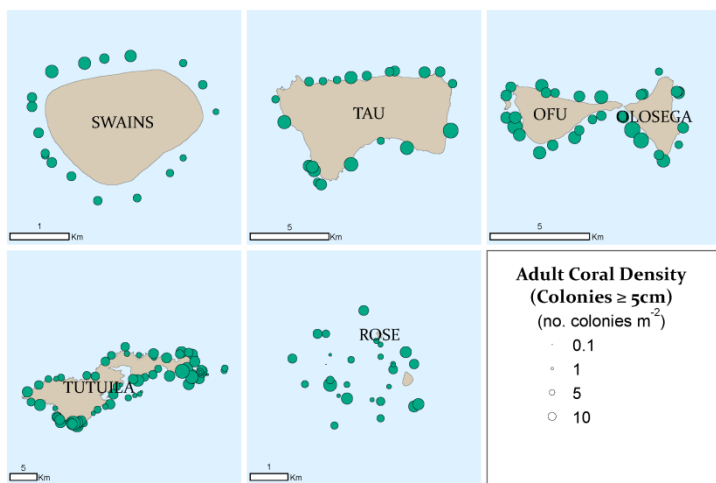 SWAINS
1
Km
TAU
5
Km
OFU
OLOSEGA
5
Km
TUTUILA
5
Km
ROSE
1
Km
Adult Coral Density
(Colonies ≥ 5cm)
(no. colonies m⁻²)
0.1
1
5
10